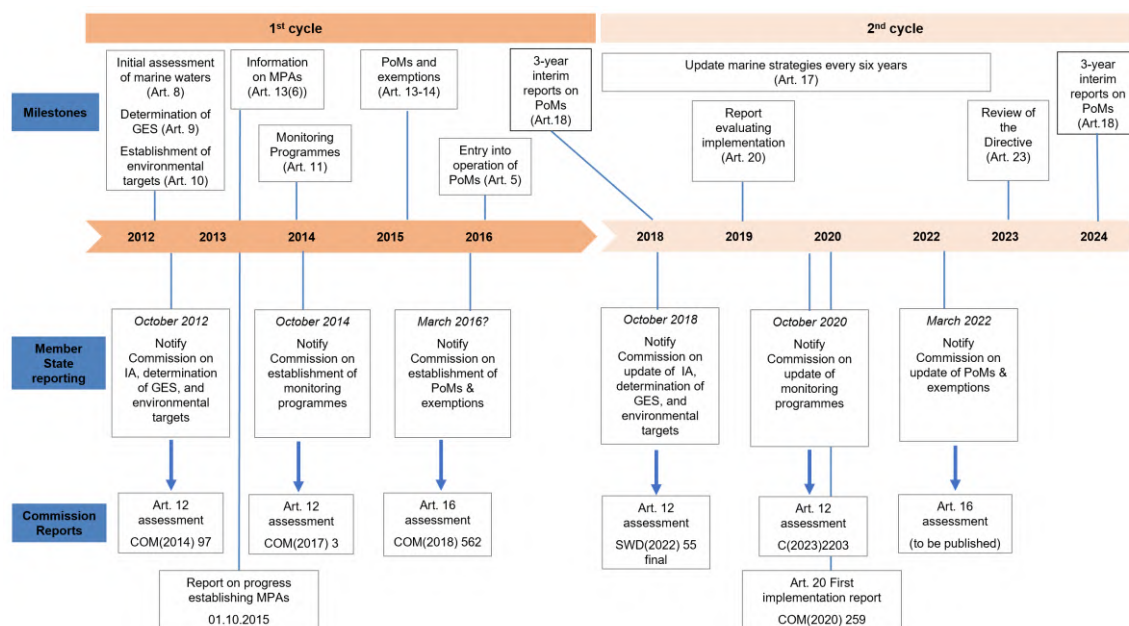 1st cycle
2nd cycle
Milestones
Initial assessment
of marine waters
(Art. 8)
Determination of
GES (Art. 9)
Establishment of
environmental
targets (Art. 10)
Information
on MPAs
(Art. 13(6))
Monitoring
Programmes
(Art. 11)
PoMs and
exemptions
(Art. 13-14)
Entry into
operation of
PoMs (Art. 5)
3-year
interim
reports on
PoMs
(Art.18)
Update marine strategies every six years
(Art. 17)
Report
evaluating
implementation
(Art. 20)
Review of
the
Directive
(Art. 23)
3-year
interim
reports on
PoMs
(Art.18)
2012
2013
2014
2015
2016
2018
2019
2020
2022
2023
2024
Member
State
reporting
October 2012
Notify
Commission on
IA, determination
of GES, and
environmental
targets
October 2014
Notify
Commission on
establishment of
monitoring
programmes
March 2016?
Notify
Commission on
establishment of
PoMs &
exemptions
October 2018
Notify
Commission on
update of IA,
determination of
GES, and
environmental
targets
October 2020
Notify
Commission on
update of
monitoring
programmes
March 2022
Notify
Commission on
update of PoMs
& exemptions
Commission
Reports
Art. 12
assessment
COM(2014) 97
Art. 12
assessment
COM(2017) 3
Art. 16
assessment
COM(2018) 562
Art. 12
assessment
SWD(2022) 55
final
Art. 12
assessment
C(2023)2203
Art. 16
assessment
(to be published)
Report on progress
establishing MPAs
01.10.2015
Art. 20 First
implementation report
COM(2020) 259